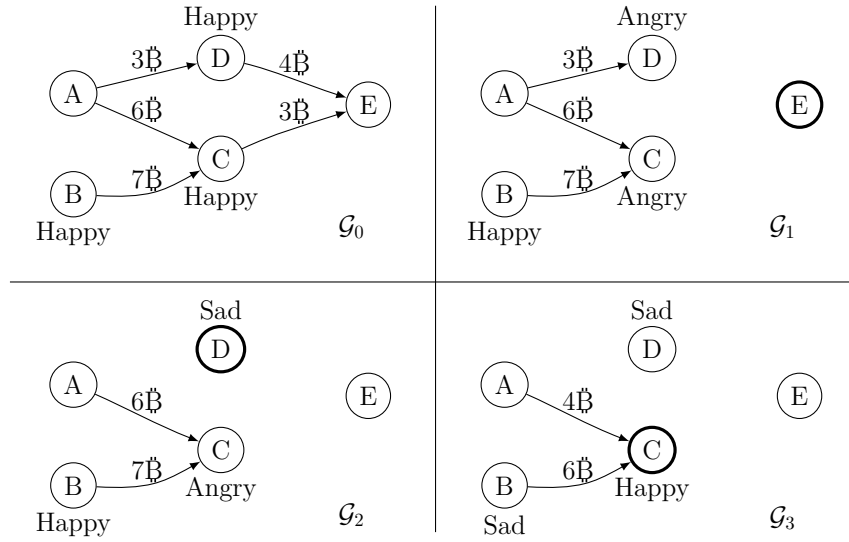 Happy
3₿ D 4₿
A E
6₿ 3₿
C
7₿
B Happy
Happy
𝒢₀
Angry
3₿ D
A E
6₿
C
7₿
B Angry
Happy
𝒢₁
Sad
D
A E
6₿
C
7₿
B Angry
Happy
𝒢₂
Sad
D
A E
4₿
C
6₿
B Happy
Sad
𝒢₃